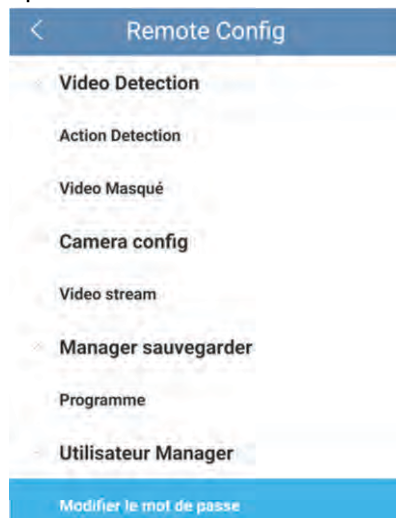 Remote Config
Video Detection
Action Detection
Video Masqué
Camera config
Video stream
Manager sauvegarder
Programme
Utilisateur Manager
Modifier le mot de passe